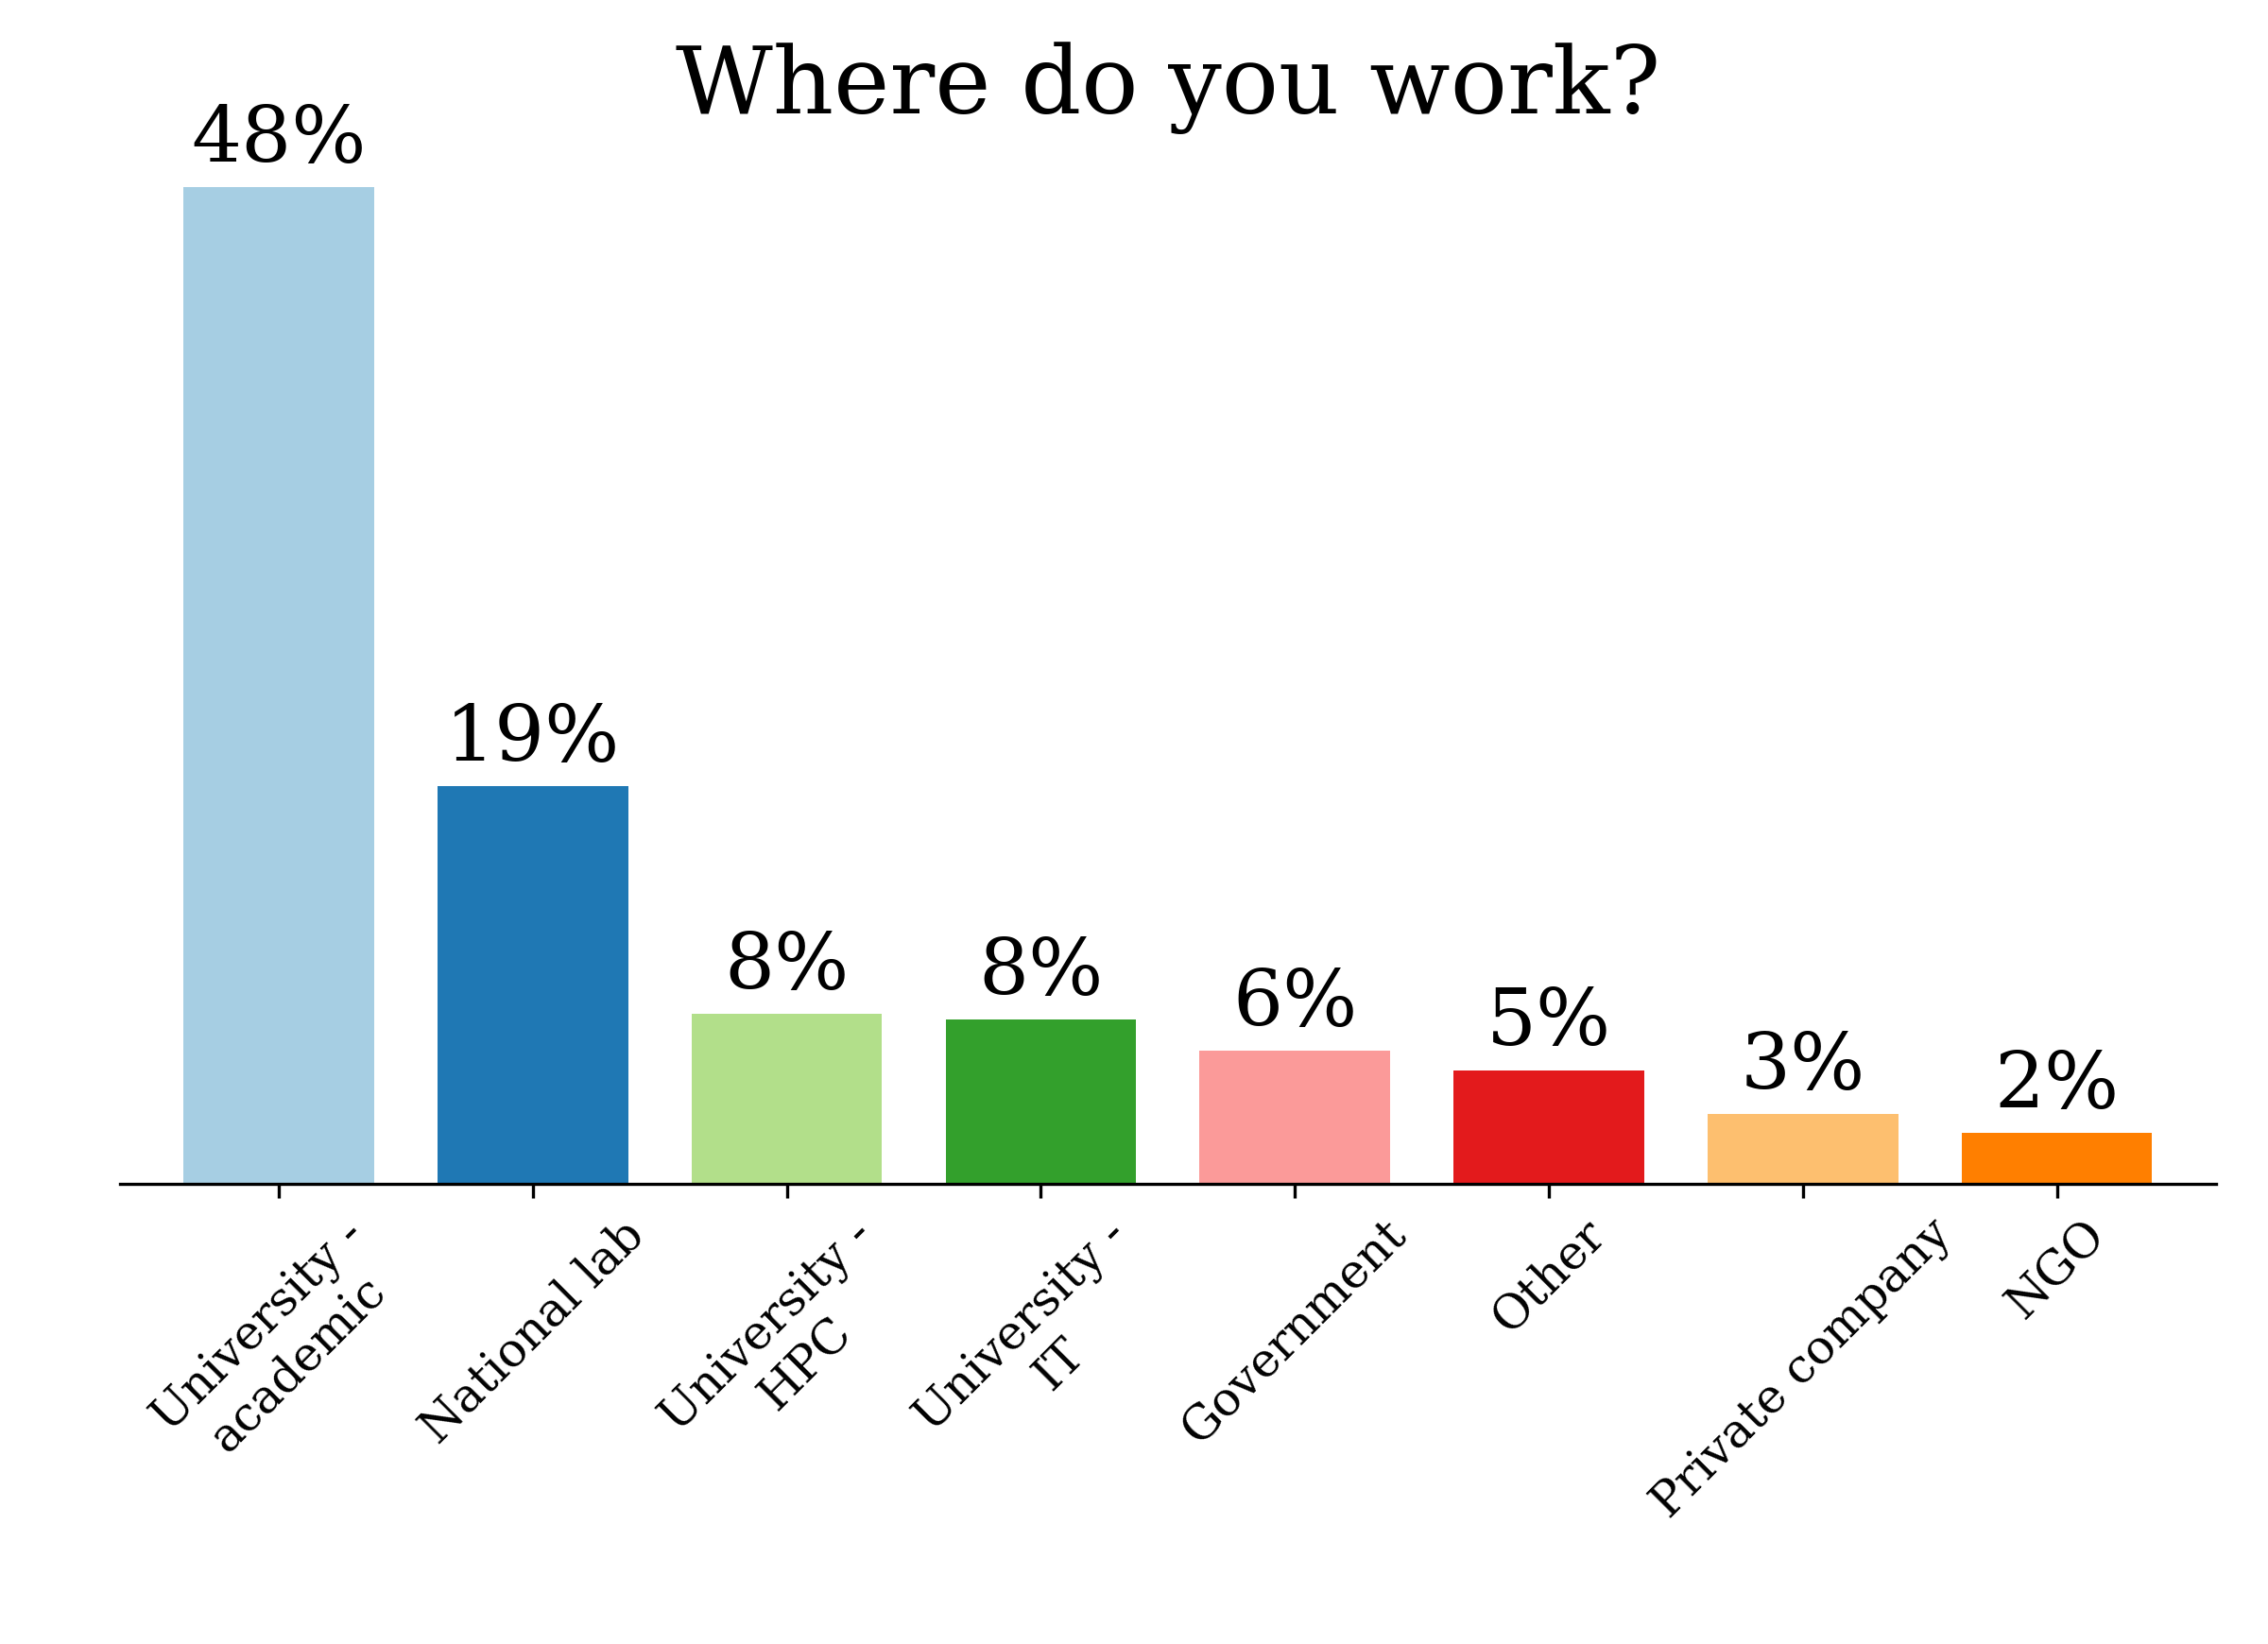 Where do you work?
48%
19%
8%
8%
6%
5%
3%
2%
University -
academic
National lab
University -
HPC
University -
IT
Government
Other
Private company
NGO